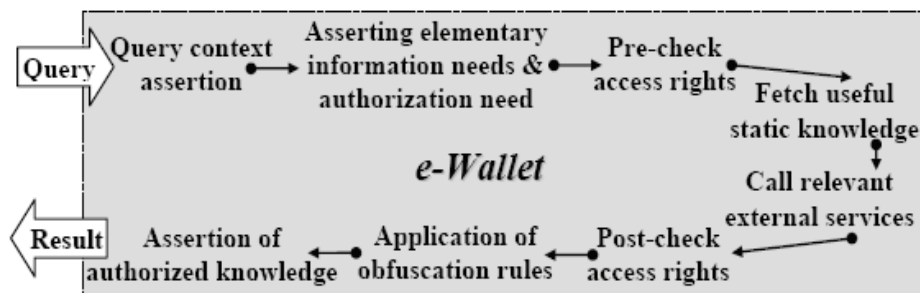 Query
Query context
assertion
Asserting elementary
information needs &
authorization need
Pre-check
access rights
Fetch useful
static knowledge
Call relevant
external services
e-Wallet
Post-check
access rights
Application of
obfuscation rules
Assertion of
authorized knowledge
Result